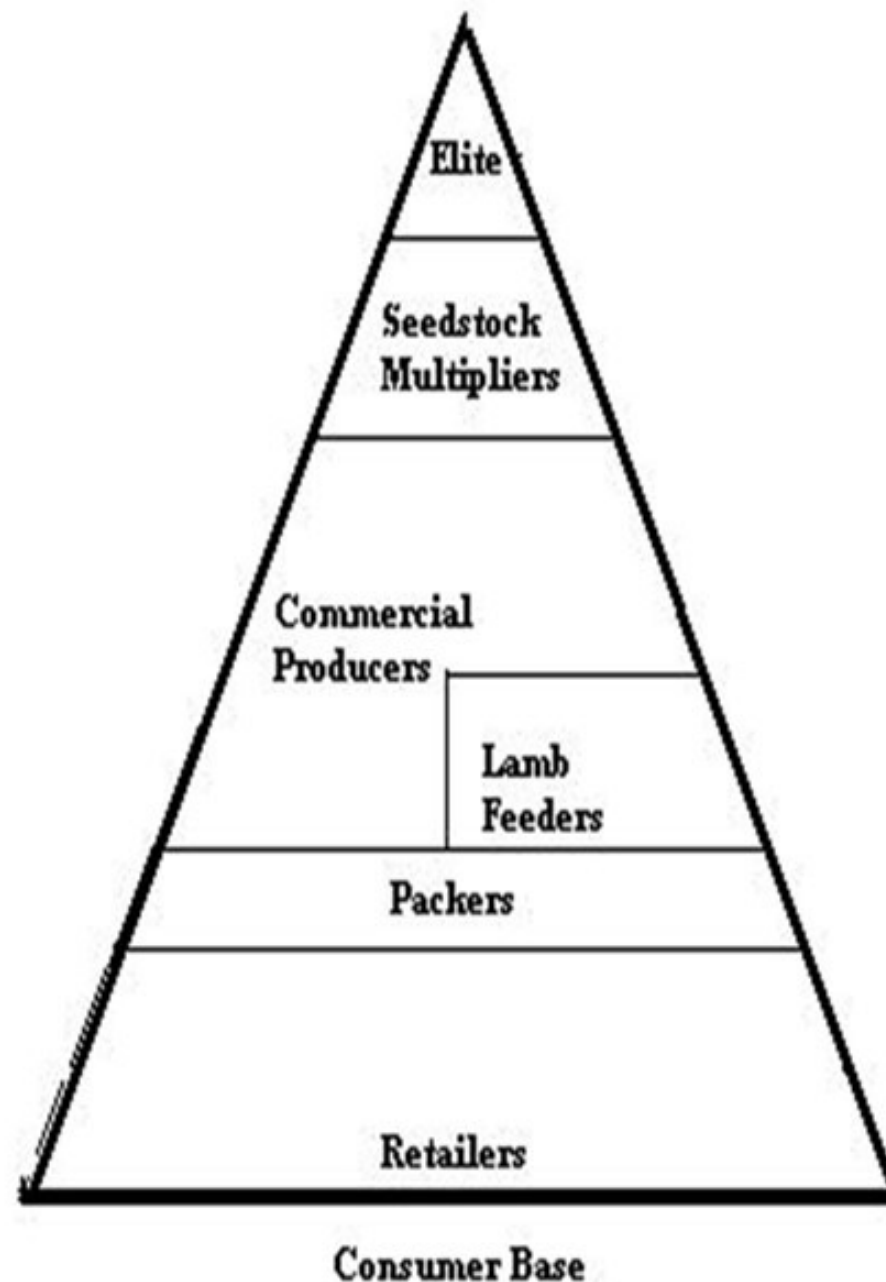 Elite
Seedstock
Multipliers
Commercial
Producers
Lamb
Feeders
Packers
Retailers
Consumer Base